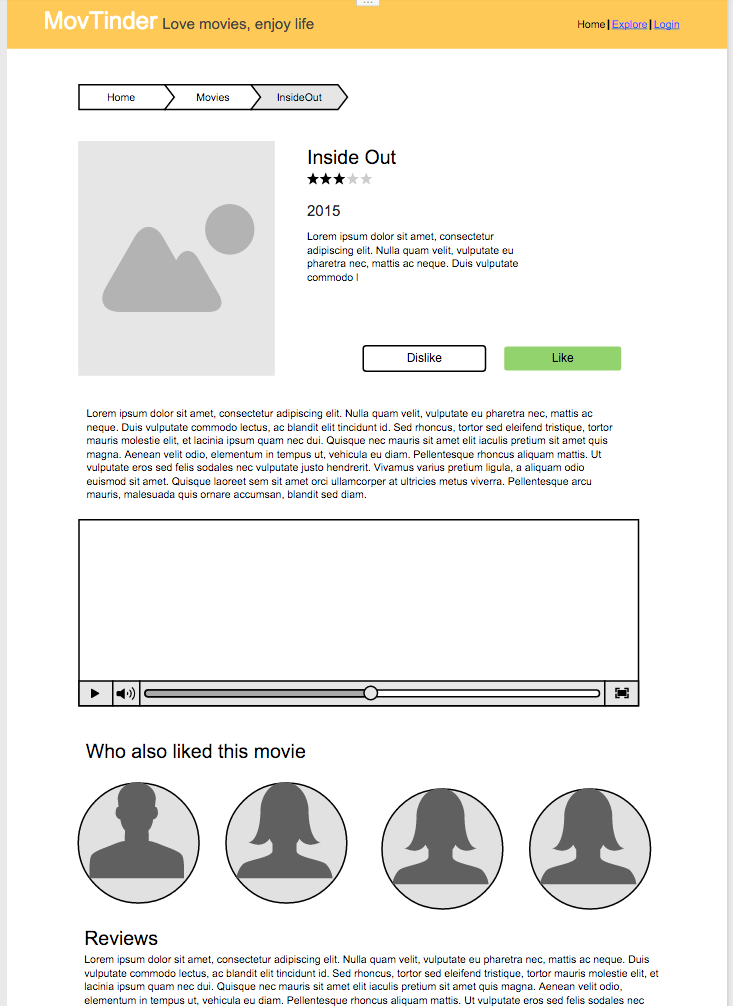 MovTinder Love movies, enjoy life
Home | Explore | Login
Home Movies InsideOut
Inside Out
2015
Lorem ipsum dolor sit amet, consectetur
adipiscing elit. Nulla quam velit, vulputate eu
pharetra nec, mattis ac neque. Duis vulputate
commodo l
Dislike Like
Lorem ipsum dolor sit amet, consectetur adipiscing elit. Nulla quam velit, vulputate eu pharetra nec, mattis ac
neque. Duis vulputate commodo lectus, ac blandit elit tincidunt id. Sed rhoncus, tortor sed eleifend tristique, tortor
mauris molestie elit, et lacinia ipsum quam nec dui. Quisque nec mauris sit amet elit iaculis pretium sit amet quis
magna. Aenean velit odio, elementum in tempus ut, vehicula eu diam. Pellentesque rhoncus aliquam mattis. Ut
vulputate eros sed felis sodales nec vulputate justo hendrerit. Vivamus varius pretium ligula, a aliquam odio
euismod sit amet. Quisque laoreet sem sit amet orci ullamcorper at ultricies metus viverra. Pellentesque arcu
mauris, malesuada quis ornare accumsan, blandit sed diam.
Who also liked this movie
Reviews
Lorem ipsum dolor sit amet, consectetur adipiscing elit. Nulla quam velit, vulputate eu pharetra nec, mattis ac neque. Duis
vulputate commodo lectus, ac blandit elit tincidunt id. Sed rhoncus, tortor sed eleifend tristique, tortor mauris molestie elit, et
lacinia ipsum quam nec dui. Quisque nec mauris sit amet elit iaculis pretium sit amet quis magna. Aenean velit odio,
elementum in tempus ut, vehicula eu diam. Pellentesque rhoncus aliquam mattis. Ut vulputate eros sed felis sodales nec